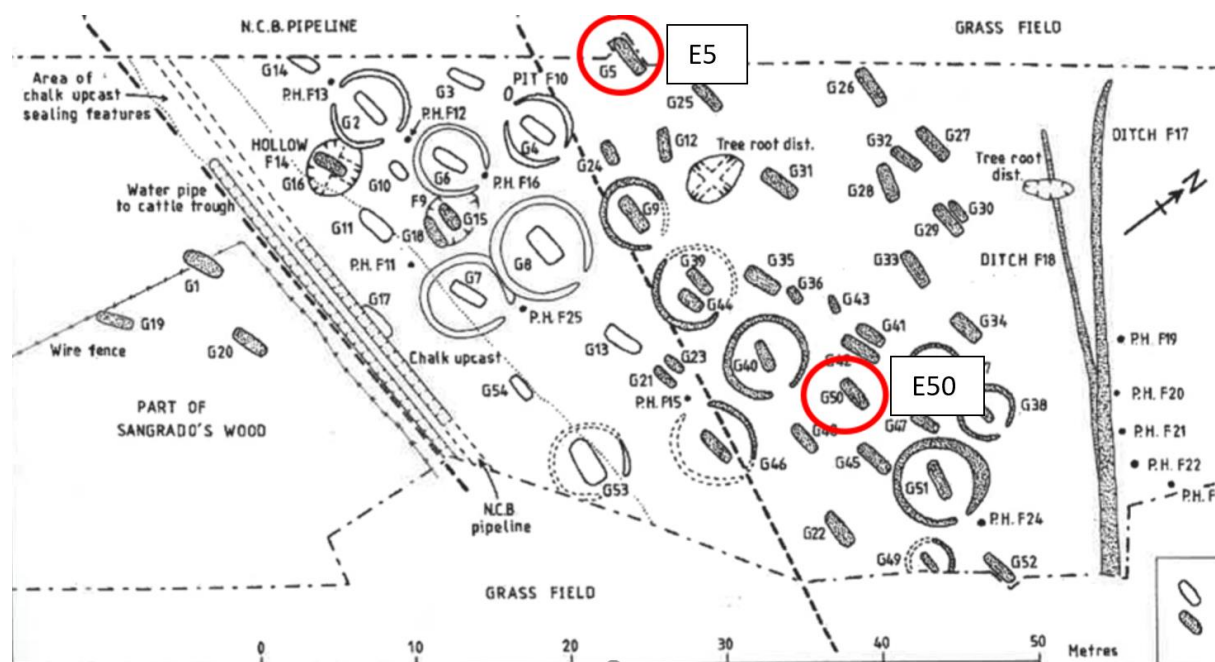 N.C.B. PIPELINE
GRASS FIELD
Area of
chalk upcast
sealing features
G14
P.H. F13
G2
G3
PIT F10
P.H. F12
G4
G5
E5
G25
G26
DITCH F17
HOLLOW
F14
G16
G10
G6
P.H. F16
G24
G12
Tree root dist.
G31
G32
G27
G28
Tree root
dist.
N
Water pipe
to cattle trough
G11
F9
G15
G18
G9
G30
G29
G8
P.H. F11
G7
G39
G35
G33
DITCH F18
G1
G36
G44
G43
G17
P.H. F25
G41
G34
P.H. F19
G19
Wire fence
G20
Chalk upcast
G13
G23
G40
G42
G21
G50
E50
7
P.H. F20
G54
P.H. F15
G38
G47
P.H. F21
PART OF
SANGRADO'S WOOD
G46
G45
P.H. F22
G53
G51
P.H. F
N.C.B
pipeline
G22
P.H. F24
G49
G52
GRASS FIELD
0 10 20 30 40 50 Metres